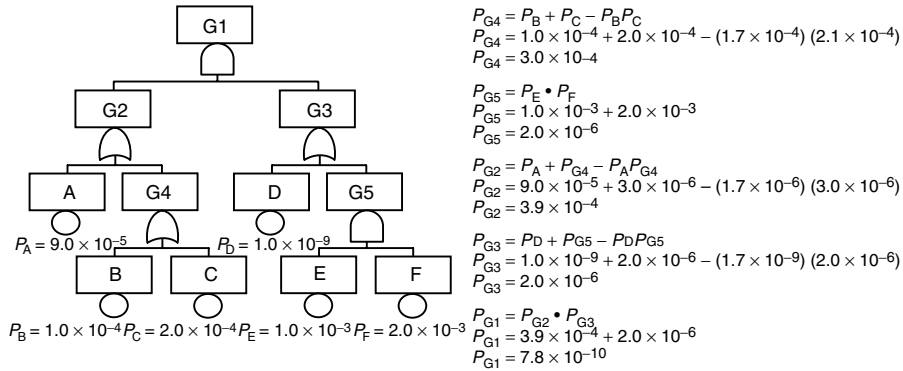 G1
G2
G3
A
G4
D
G5
P_A = 9.0 × 10^–5
P_D = 1.0 × 10^–9
B
C
E
F
P_B = 1.0 × 10^–4 P_C = 2.0 × 10^–4 P_E = 1.0 × 10^–3 P_F = 2.0 × 10^–3
P_G4 = P_B + P_C – P_B P_C
P_G4 = 1.0 × 10^–4 + 2.0 × 10^–4 – (1.7 × 10^–4) (2.1 × 10^–4)
P_G4 = 3.0 × 10^–4
P_G5 = P_E • P_F
P_G5 = 1.0 × 10^–3 + 2.0 × 10^–3
P_G5 = 2.0 × 10^–6
P_G2 = P_A + P_G4 – P_A P_G4
P_G2 = 9.0 × 10^–5 + 3.0 × 10^–6 – (1.7 × 10^–6) (3.0 × 10^–6)
P_G2 = 3.9 × 10^–4
P_G3 = P_D + P_G5 – P_D P_G5
P_G3 = 1.0 × 10^–9 + 2.0 × 10^–6 – (1.7 × 10^–9) (2.0 × 10^–6)
P_G3 = 2.0 × 10^–6
P_G1 = P_G2 • P_G3
P_G1 = 3.9 × 10^–4 + 2.0 × 10^–6
P_G1 = 7.8 × 10^–10